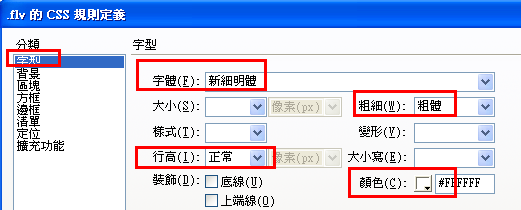 .flv 的 CSS 規則定義
分類
字型
字型
背景
區塊
方框
邊框
清單
定位
擴充功能
字體(F): 新細明體
大小(S): 像素(px) 粗細(W): 粗體
樣式(T): 變形(V):
行高(I): 正常 像素(px) 大小寫(E):
裝飾(D): 底線(U) 顏色(C): #FFFFFF
上端線(O)